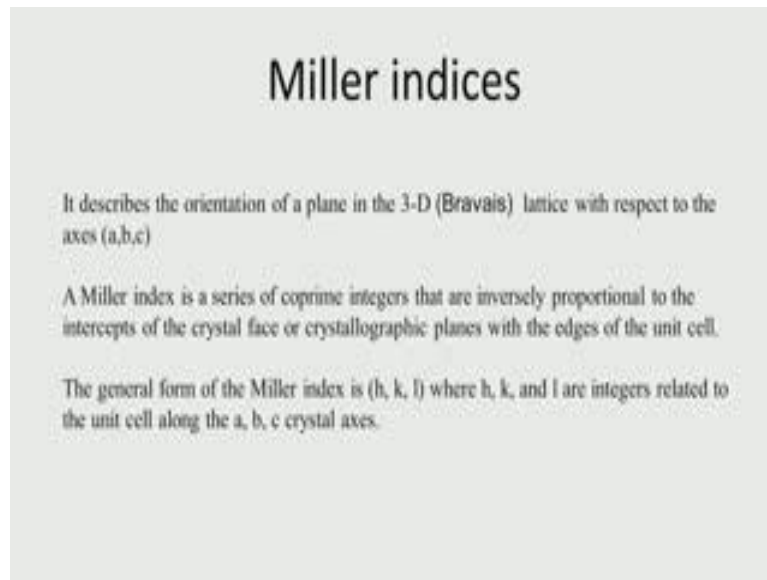 Miller indices
It describes the orientation of a plane in the 3-D (Bravais) lattice with respect to the
axes (a,b,c)
A Miller index is a series of coprime integers that are inversely proportional to the
intercepts of the crystal face or crystallographic planes with the edges of the unit cell.
The general form of the Miller index is (h, k, l) where h, k, and l are integers related to
the unit cell along the a, b, c crystal axes.